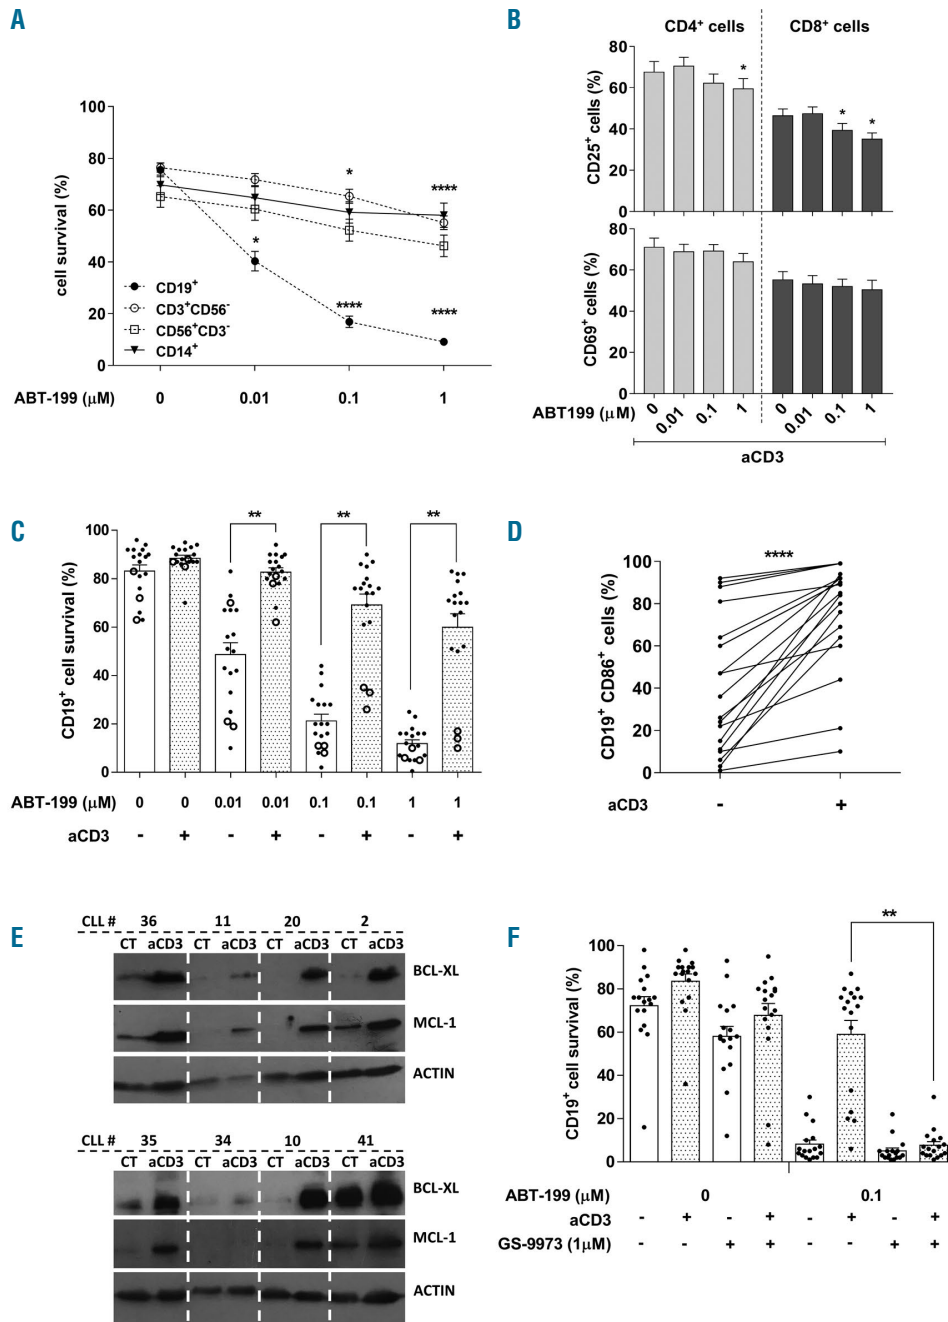 A
cell survival (%)
100
80
60
40
20
0
*
*
****
****
****
CD19+
CD3+CD56-
CD56+CD3-
CD14+
ABT-199 (µM) 0 0.01 0.1 1
B
CD4+ cells CD8+ cells
CD25+ cells (%)
80
60
40
20
0
* * *
CD69+ cells (%)
80
60
40
20
0
ABT199 (µM) 0 0.01 0.1 1 0 0.01 0.1 1
aCD3
C
CD19+ cell survival (%)
100
80
60
40
20
0
** ** **
ABT-199 (µM) 0 0 0.01 0.01 0.1 0.1 1 1
aCD3 - + - + - + - +
D
****
CD19+ CD86+ cells (%)
100
80
60
40
20
0
aCD3 - +
E
CLL # 36 11 20 2
CT aCD3 CT aCD3 CT aCD3 CT aCD3
BCL-XL
MCL-1
ACTIN
CLL # 35 34 10 41
CT aCD3 CT aCD3 CT aCD3 CT aCD3
BCL-XL
MCL-1
ACTIN
F
**
CD19+ cell survival (%)
100
80
60
40
20
0
ABT-199 (µM) 0 0.1
aCD3 - + - + - + - +
GS-9973 (1µM) - - + + - - + +